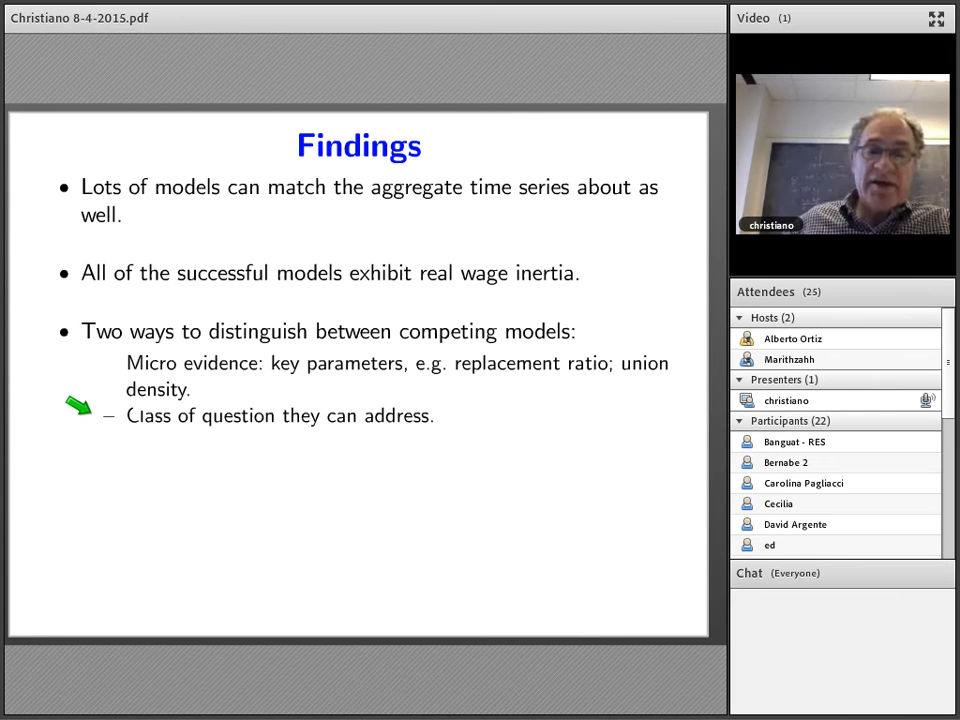 Christiano 8-4-2015.pdf
Findings
• Lots of models can match the aggregate time series about as
well.
• All of the successful models exhibit real wage inertia.
• Two ways to distinguish between competing models:
Micro evidence: key parameters, e.g. replacement ratio; union
density.
– Class of question they can address.
Video (1)
christiano
Attendees (25)
Hosts (2)
Alberto Ortiz
Marithzahh
Presenters (1)
christiano
Participants (22)
Banguat - RES
Bernabe 2
Carolina Pagliacci
Cecilia
David Argente
ed
Chat (Everyone)